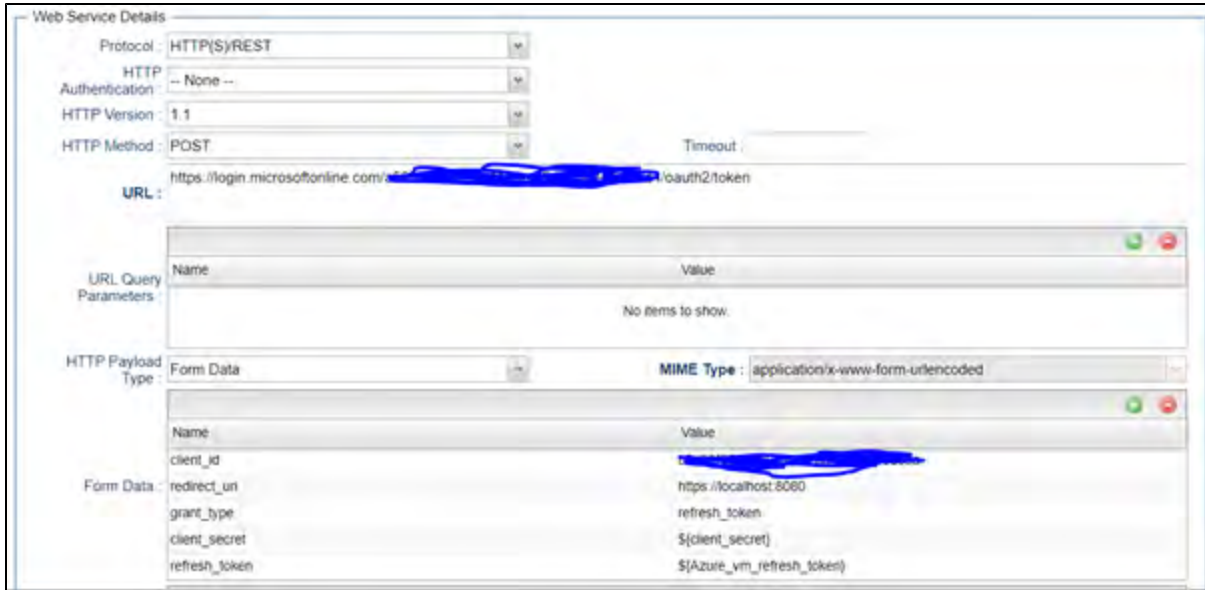 Web Service Details
Protocol : HTTP(S)/REST
HTTP Authentication : -- None --
HTTP Version : 1.1
HTTP Method : POST Timeout :
URL : https://login.microsoftonline.com/ /oauth2/token
URL Query Parameters :
Name Value
No items to show.
HTTP Payload Type : Form Data MIME Type : application/x-www-form-urlencoded
Form Data :
Name Value
client_id
redirect_uri https://localhost:8080
grant_type refresh_token
client_secret ${client_secret}
refresh_token ${Azure_vm_refresh_token}